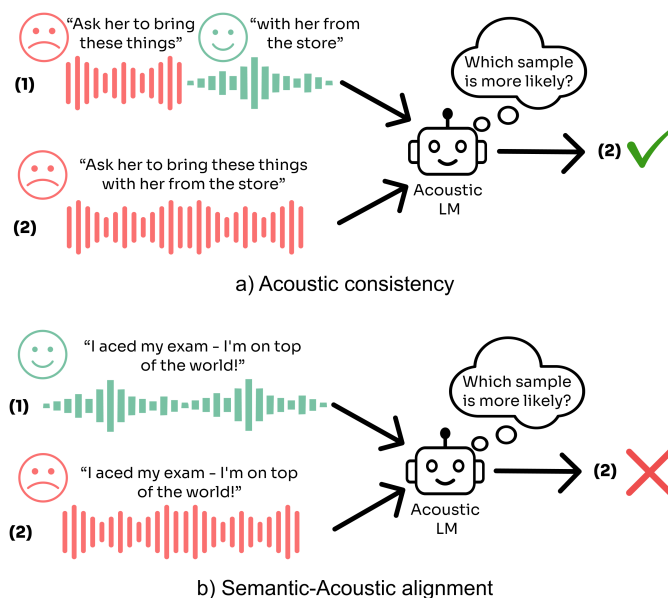 “Ask her to bring
these things”
“with her from
the store”
(1)
Which sample
is more likely?
(2)
“Ask her to bring these things
with her from the store”
(2)
Acoustic
LM
a) Acoustic consistency
“I aced my exam - I'm on top
of the world!”
(1)
Which sample
is more likely?
(2)
“I aced my exam - I'm on top
of the world!”
(2)
Acoustic
LM
b) Semantic-Acoustic alignment